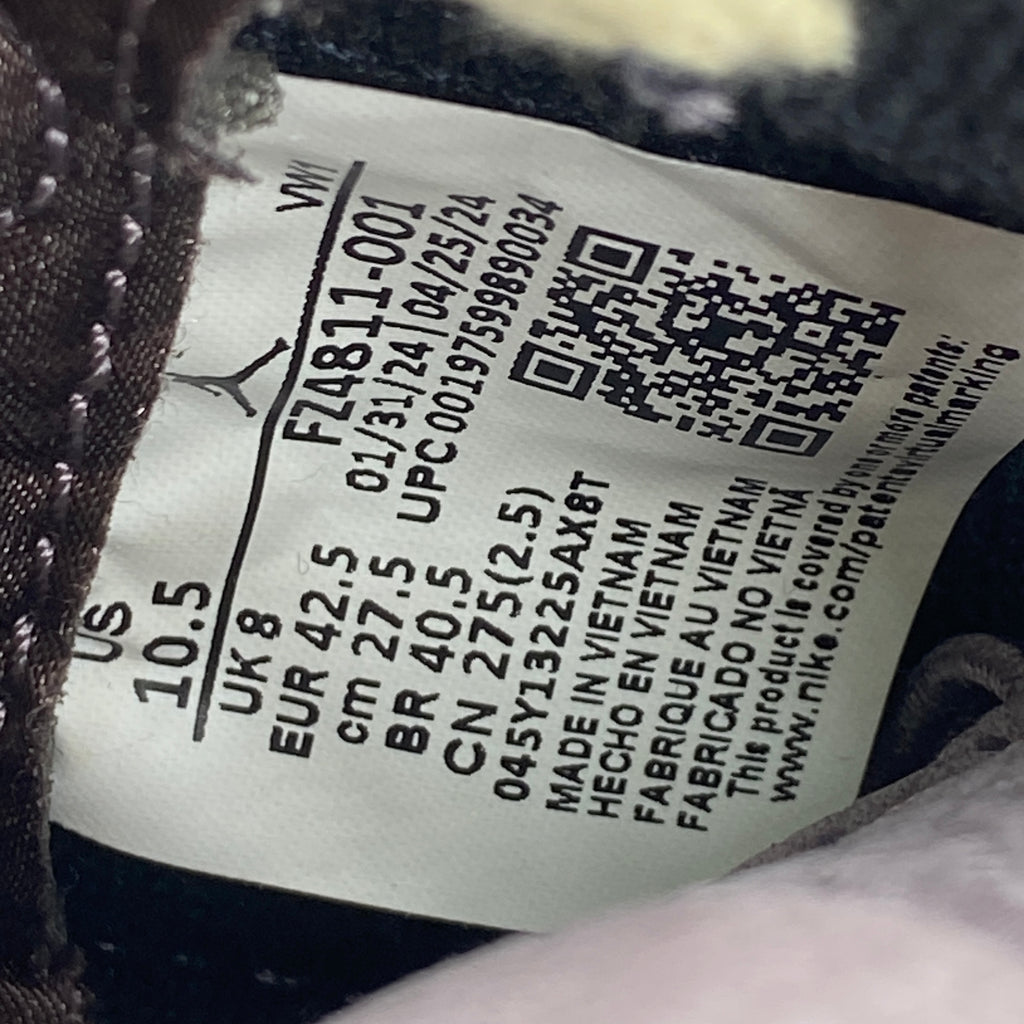 US
10.5
VW1
UK 8
FZ4811-001
EUR 42.5
01/31/24 | 04/25/24
cm 27.5
UPC 00197599890034
BR 40.5
CN 275(2.5)
045Y13225AX8T
MADE IN VIETNAM
HECHO EN VIETNAM
FABRIQUE AU VIETNAM
FABRICADO NO VIETNÃ
This product is covered by one or more patents:
www.nike.com/patentvirtualmarking